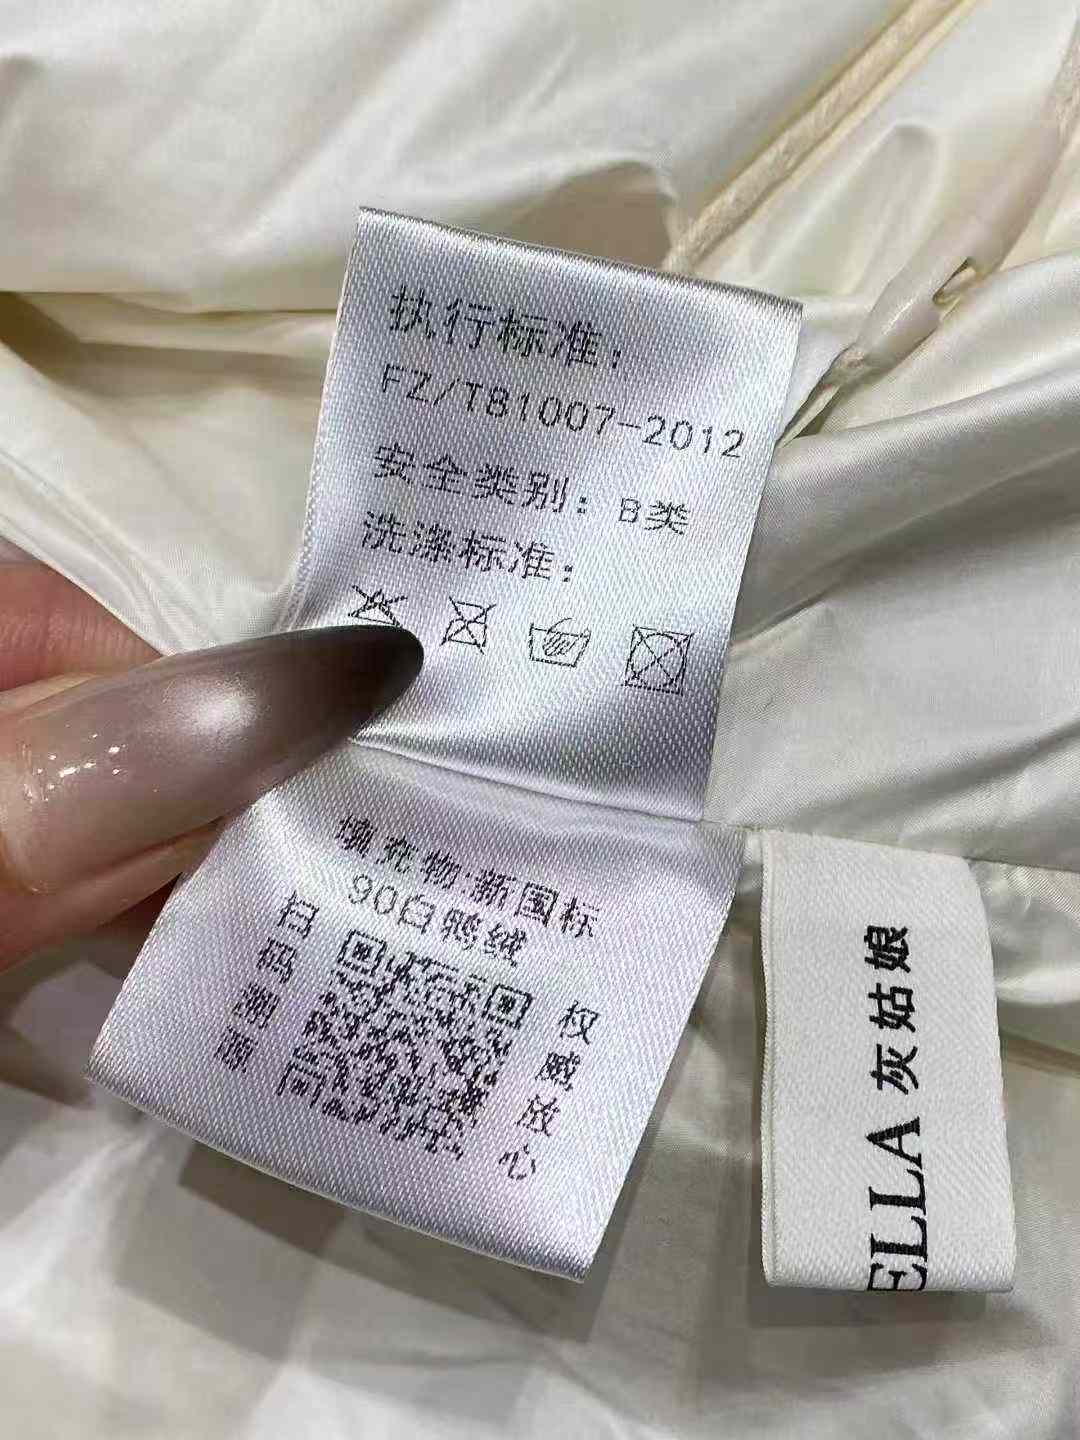 执行标准：
FZ/T81007-2012
安全类别：B类
洗涤标准：
填充物:新国标
90白鸭绒
扫码溯源
权威放心
ELLA 灰姑娘